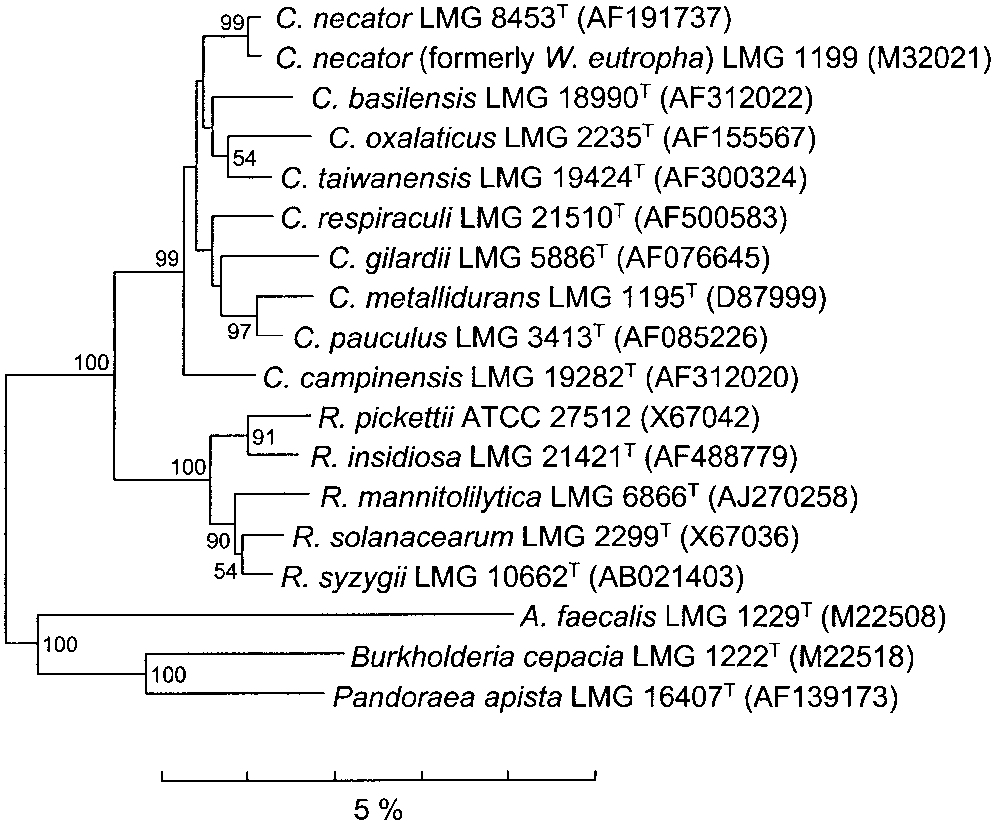 99 C. necator LMG 8453ᵀ (AF191737)
C. necator (formerly W. eutropha) LMG 1199 (M32021)
C. basilensis LMG 18990ᵀ (AF312022)
C. oxalaticus LMG 2235ᵀ (AF155567)
54
C. taiwanensis LMG 19424ᵀ (AF300324)
C. respiraculi LMG 21510ᵀ (AF500583)
99 C. gilardii LMG 5886ᵀ (AF076645)
C. metallidurans LMG 1195ᵀ (D87999)
97 C. pauculus LMG 3413ᵀ (AF085226)
100
C. campinensis LMG 19282ᵀ (AF312020)
R. pickettii ATCC 27512 (X67042)
91
R. insidiosa LMG 21421ᵀ (AF488779)
100
R. mannitolilytica LMG 6866ᵀ (AJ270258)
90 R. solanacearum LMG 2299ᵀ (X67036)
54 R. syzygii LMG 10662ᵀ (AB021403)
A. faecalis LMG 1229ᵀ (M22508)
100
Burkholderia cepacia LMG 1222ᵀ (M22518)
100
Pandoraea apista LMG 16407ᵀ (AF139173)
5 %